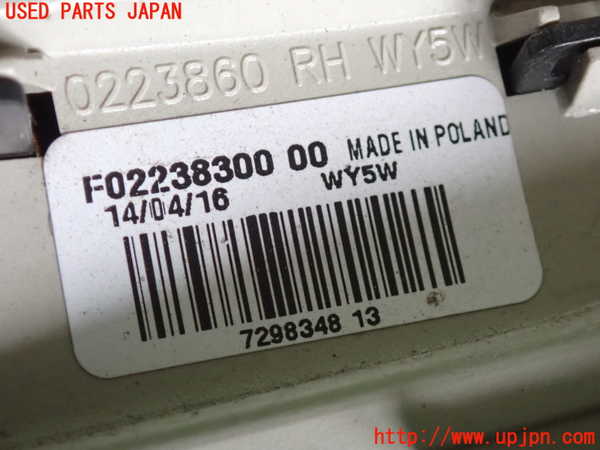 USED PARTS JAPAN
0223860 RH WY5W
F02238300 00 MADE IN POLAND
14/04/16 WY5W
7298348 13
http://www.upjpn.com